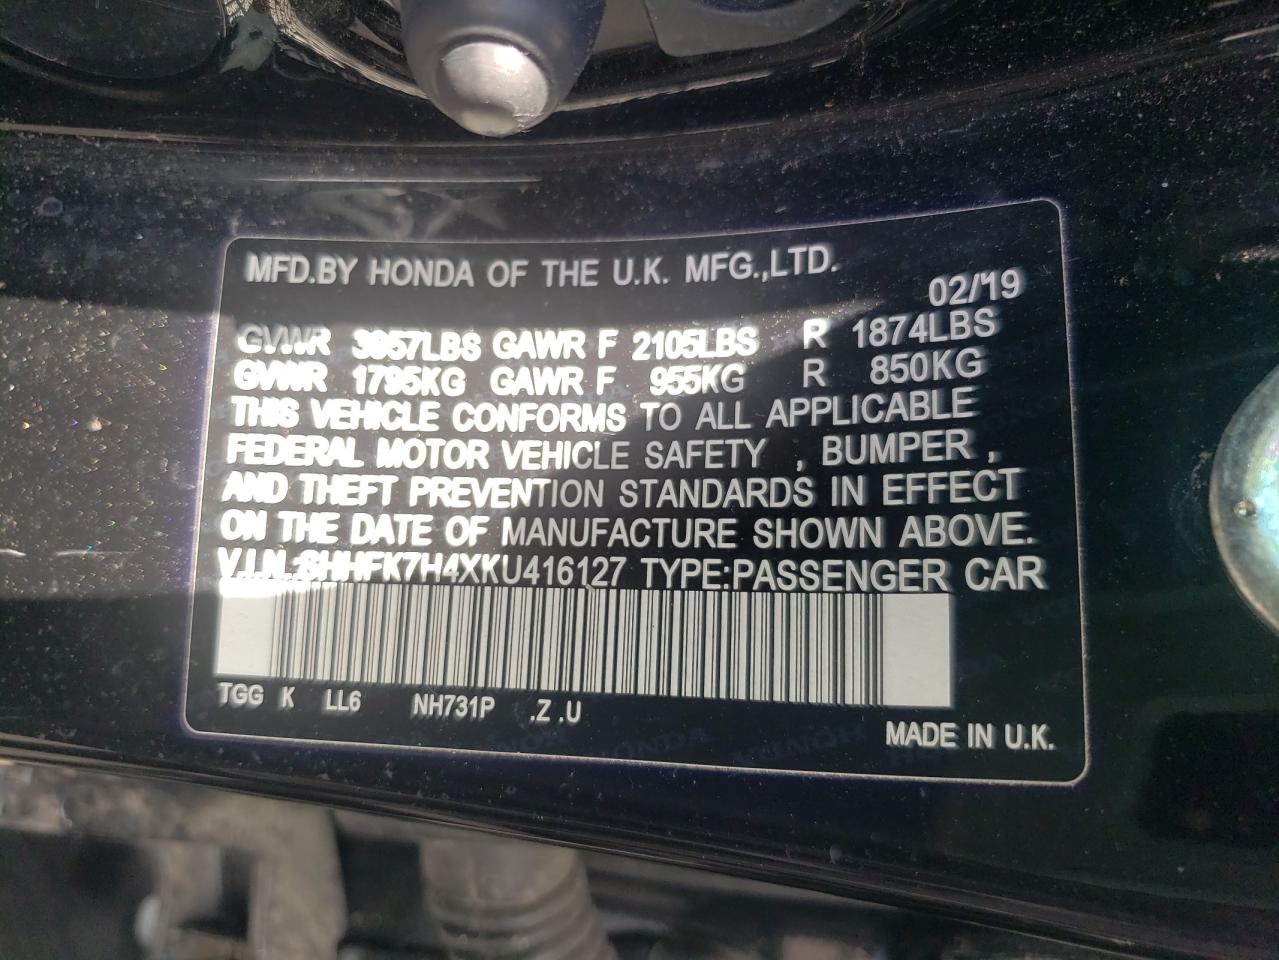 MFD.BY HONDA OF THE U.K. MFG.,LTD.
02/'19
GVWR 3957LBS GAWR F 2105LBS R 1874LBS
GVWR 1795KG GAWR F 955KG R 850KG
THIS VEHICLE CONFORMS TO ALL APPLICABLE
FEDERAL MOTOR VEHICLE SAFETY , BUMPER ,
AND THEFT PREVENTION STANDARDS IN EFFECT
ON THE DATE OF MANUFACTURE SHOWN ABOVE.
V.I.N.:SHHFK7H4XKU416127 TYPE:PASSENGER CAR
TGG K LL6 NH731P .Z .U
MADE IN U.K.